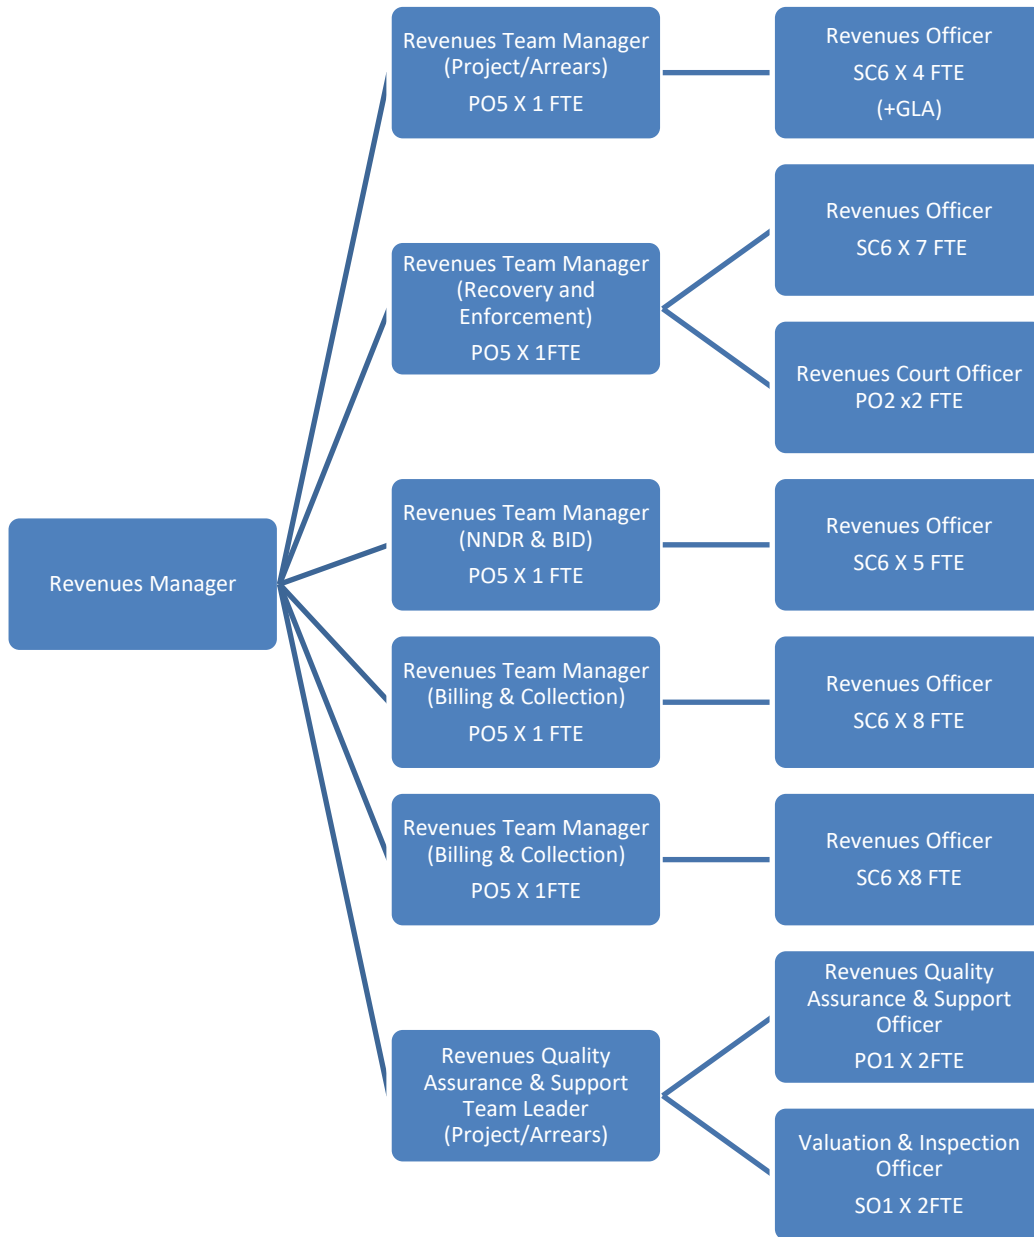 Revenues Manager
Revenues Team Manager
(Project/Arrears)
PO5 X 1 FTE
Revenues Officer
SC6 X 4 FTE
(+GLA)
Revenues Team Manager
(Recovery and
Enforcement)
PO5 X 1FTE
Revenues Officer
SC6 X 7 FTE
Revenues Court Officer
PO2 x2 FTE
Revenues Team Manager
(NNDR & BID)
PO5 X 1 FTE
Revenues Officer
SC6 X 5 FTE
Revenues Team Manager
(Billing & Collection)
PO5 X 1 FTE
Revenues Officer
SC6 X 8 FTE
Revenues Team Manager
(Billing & Collection)
PO5 X 1FTE
Revenues Officer
SC6 X8 FTE
Revenues Quality
Assurance & Support
Team Leader
(Project/Arrears)
Revenues Quality
Assurance & Support
Officer
PO1 X 2FTE
Valuation & Inspection
Officer
SO1 X 2FTE